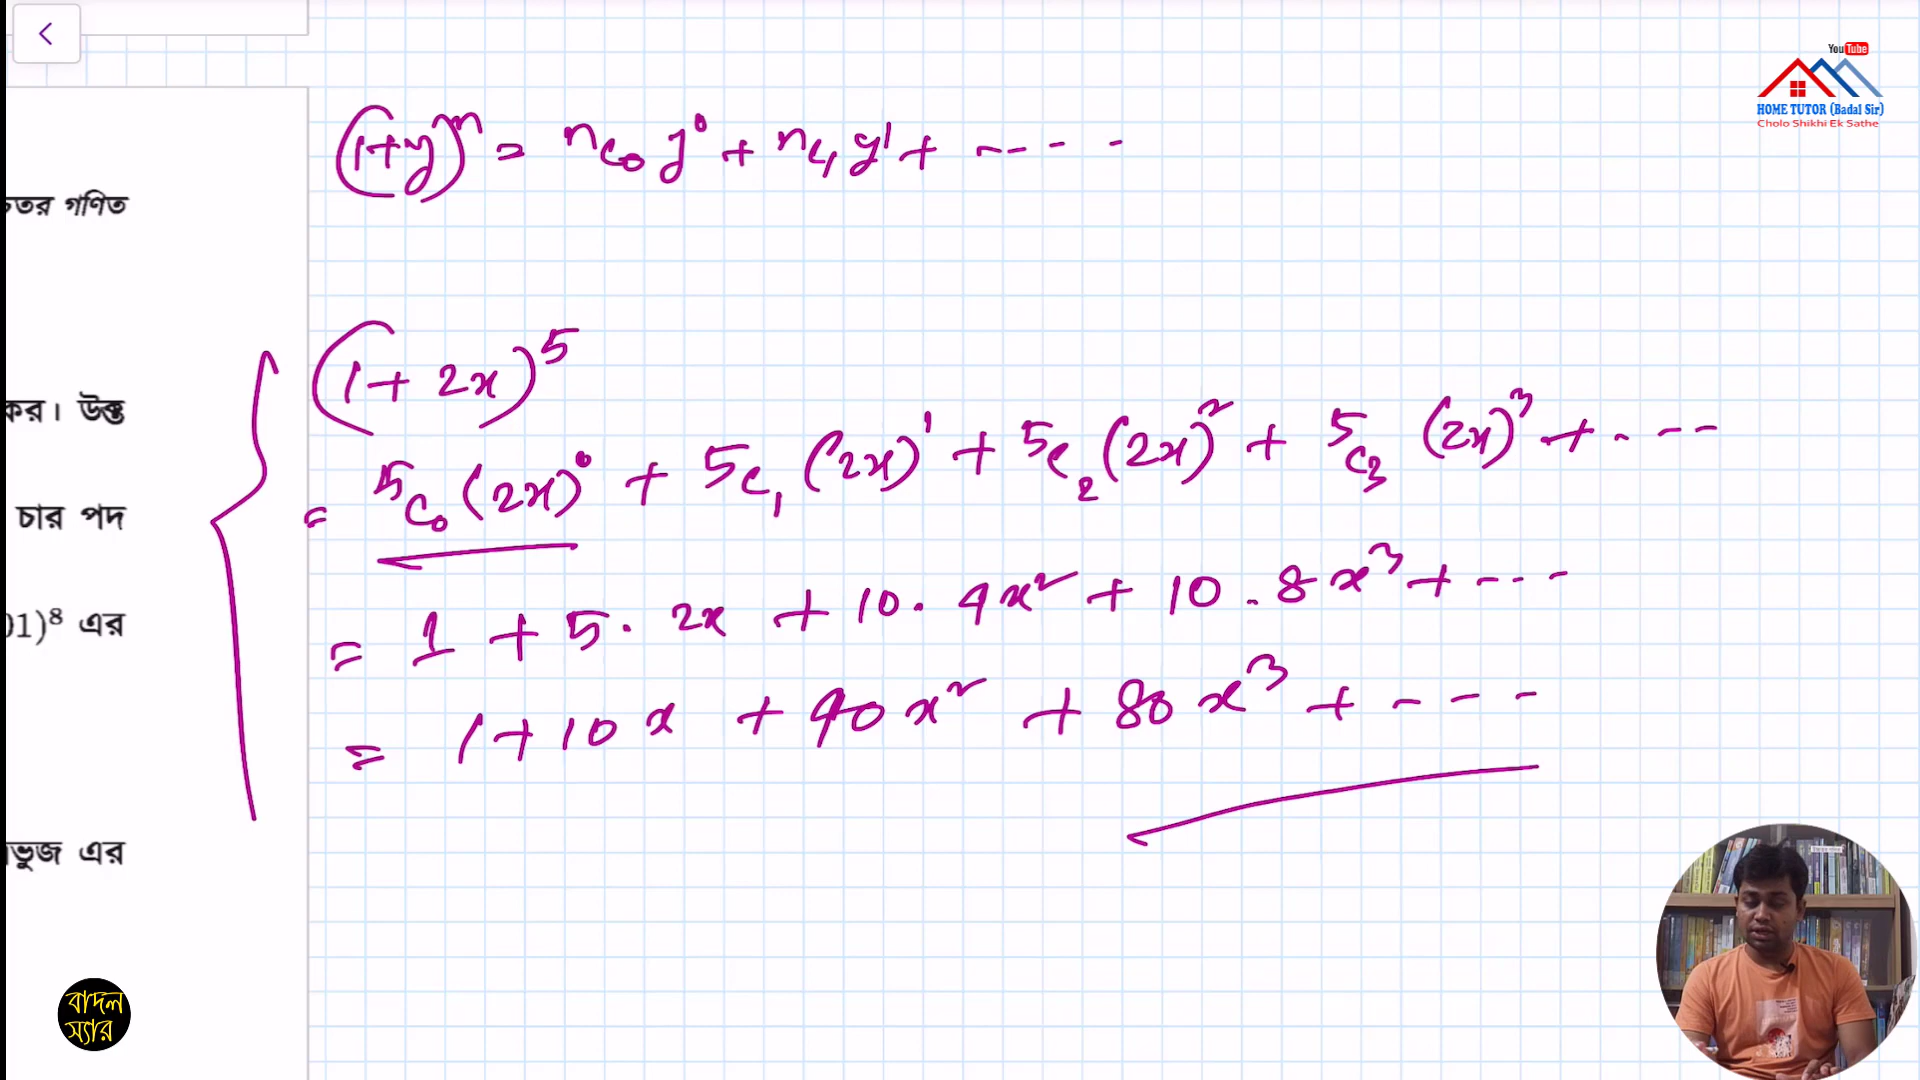 YouTube
HOME TUTOR (Badal Sir)
Cholo Shikhi Ek Sathe
(1+y)ⁿ = ⁿC₀ y⁰ + ⁿC₁ y¹ + ----
চতর গণিত
(1+2x)⁵
কর। উক্ত
= ⁵C₀ (2x)⁰ + ⁵C₁ (2x)¹ + ⁵C₂ (2x)² + ⁵C₃ (2x)³ + ---
চার পদ
= 1 + 5 · 2x + 10 · 4x² + 10 . 8x³ + ---
01)⁸ এর
= 1 + 10x + 40x² + 80x³ + ---
ভুজ এর
বাদল
স্যার